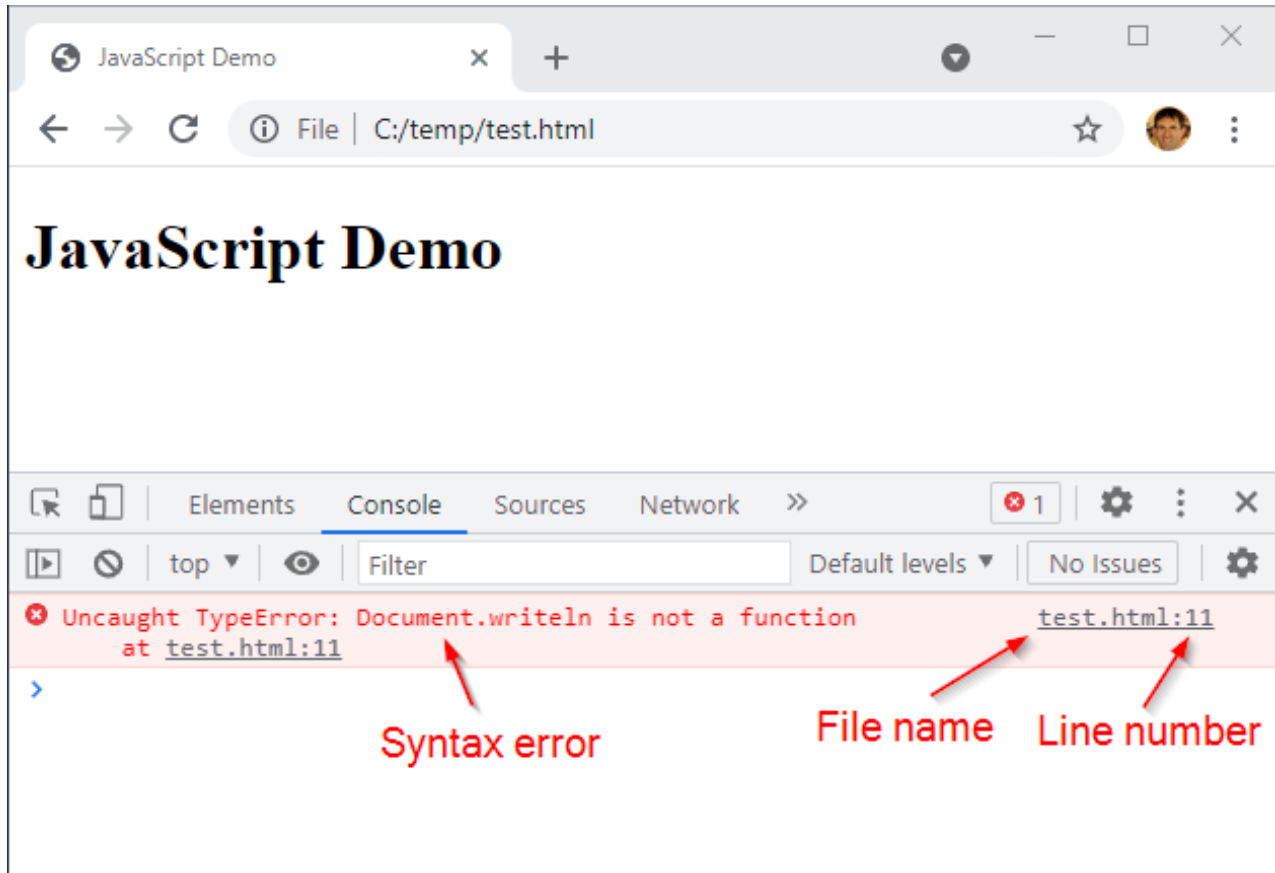 JavaScript Demo
File C:/temp/test.html
JavaScript Demo
Elements Console Sources Network 1
top Filter Default levels No Issues
Uncaught TypeError: Document.writeln is not a function test.html:11
at test.html:11
Syntax error File name Line number